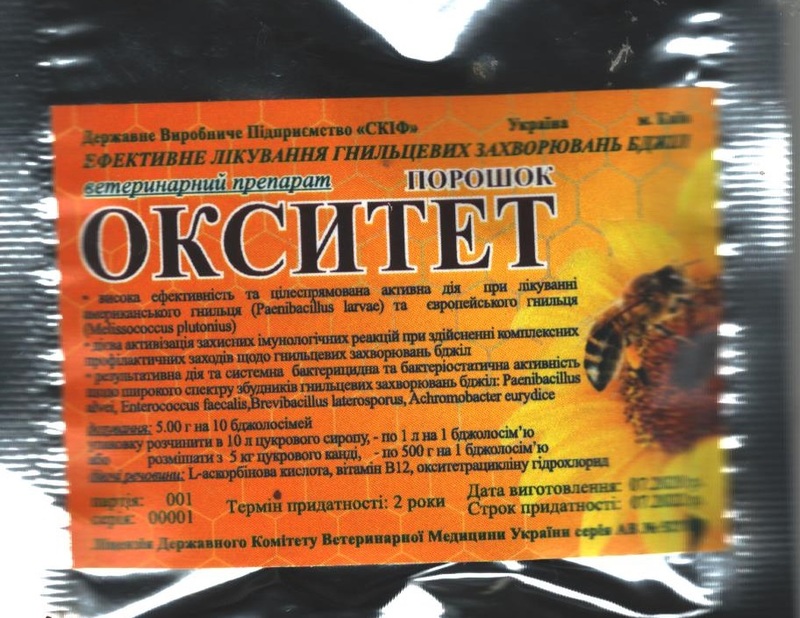 Державне Виробниче Підприємство «СКІФ» Україна м. Київ
ЕФЕКТИВНЕ ЛІКУВАННЯ ГНИЛЬЦЕВИХ ЗАХВОРЮВАНЬ БДЖІЛ
ветеринарний препарат ПОРОШОК
ОКСИТЕТ
- висока ефективність та цілеспрямована активна дія при лікуванні
американського гнильця (Paenibacillus larvae) та європейського гнильця
(Melissococcus plutonius)
- дієва активізація захисних імунологічних реакцій при здійсненні комплексних
профілактичних заходів щодо гнильцевих захворювань бджіл
- результативна дія та системна бактерицидна та бактеріостатична активність
щодо широкого спектру збудників гнильцевих захворювань бджіл: Paenibacillus
alvei, Enterococcus faecalis,Brevibacillus laterosporus, Achromobacter eurydice
дозування: 5.00 г на 10 бджолосімей
упаковку розчинити в 10 л цукрового сиропу, - по 1 л на 1 бджолосім'ю
або розмішати з 5 кг цукрового канді, - по 500 г на 1 бджолосім'ю
діючі речовини: L-аскорбінова кислота, вітамін B12, окситетрацикліну гідрохлорид
партія: 001
серія: 00001
Термін придатності: 2 роки
Дата виготовлення:
Строк придатності:
Ліцензія Державного Комітету Ветеринарної Медицини України серія АВ №